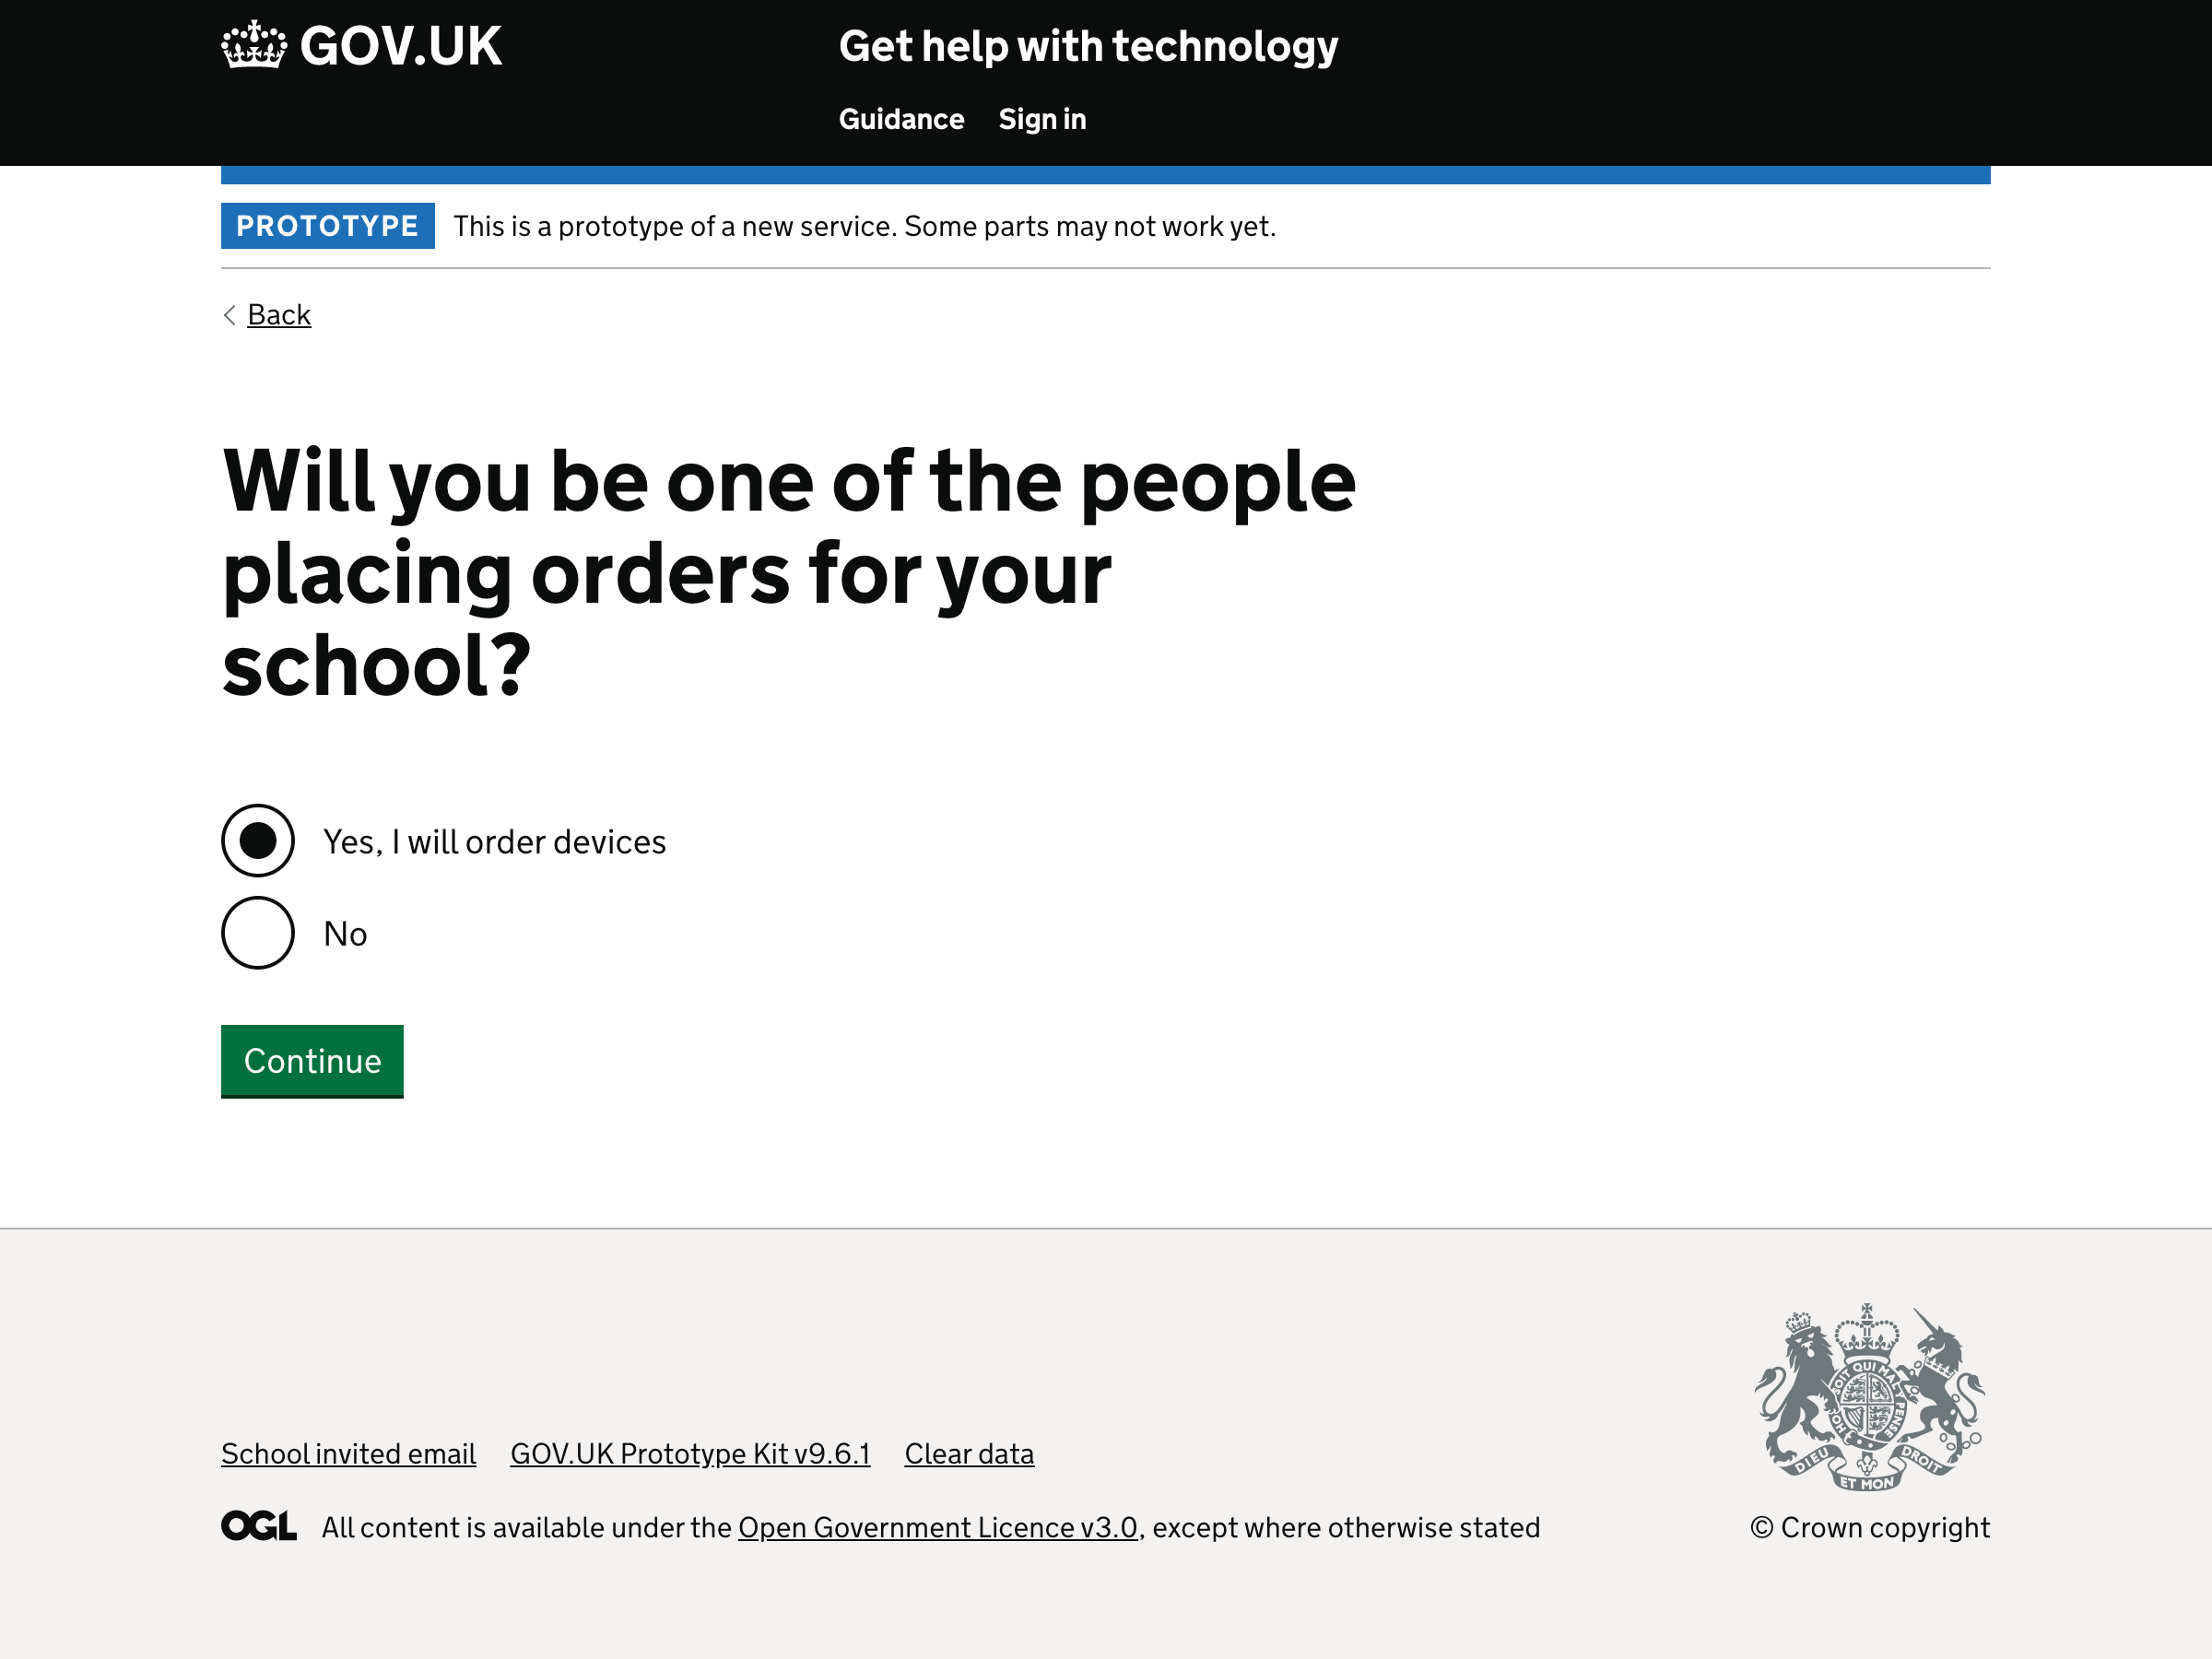 GOV.UK
Get help with technology
Guidance Sign in
PROTOTYPE This is a prototype of a new service. Some parts may not work yet.
Back
Will you be one of the people
placing orders for your
school?
Yes, I will order devices
No
Continue
School invited email GOV.UK Prototype Kit v9.6.1 Clear data
OGL All content is available under the Open Government Licence v3.0, except where otherwise stated
SOIT QUI MAL PENSE
HO
DIEU ET MON DROIT
© Crown copyright